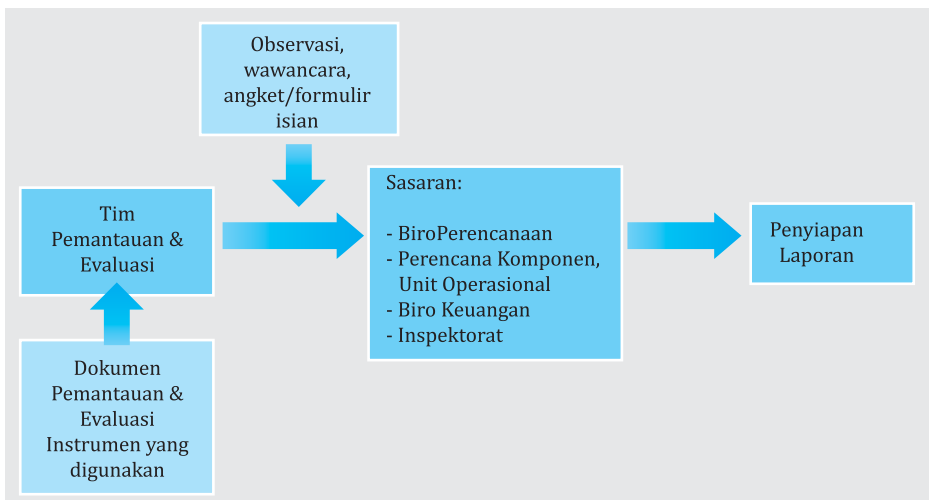 Observasi,
wawancara,
angket/formulir
isian
Tim
Pemantauan &
Evaluasi
Sasaran:
- BiroPerencanaan
- Perencana Komponen,
Unit Operasional
- Biro Keuangan
- Inspektorat
Penyiapan
Laporan
Dokumen
Pemantauan &
Evaluasi
Instrumen yang
digunakan